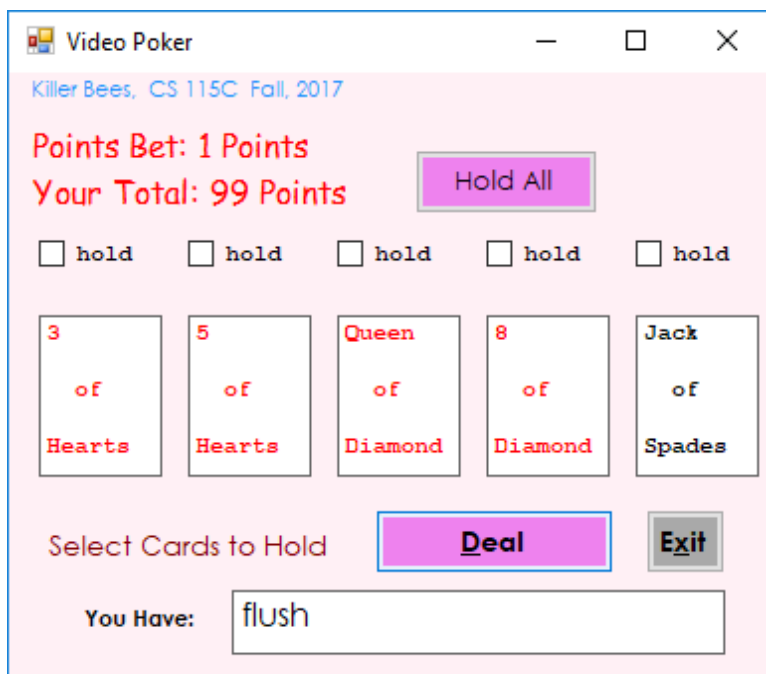 Video Poker
Killer Bees, CS 115C Fall, 2017
Points Bet: 1 Points
Your Total: 99 Points
Hold All
hold hold hold hold hold
3 5 Queen 8 Jack
of of of of of
Hearts Hearts Diamond Diamond Spades
Select Cards to Hold Deal Exit
You Have: flush